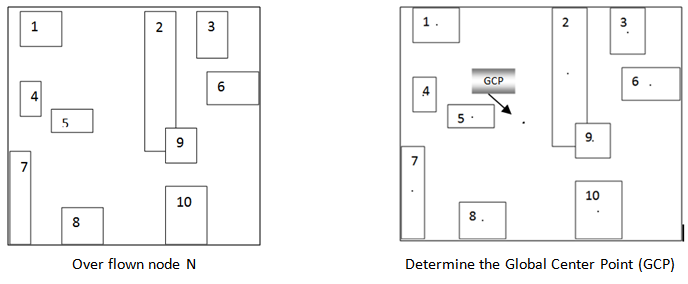 1 2 3
4 5 6
7 8 9 10
Over flown node N
1 2 3
4 5 6
GCP
7 8 9 10
Determine the Global Center Point (GCP)